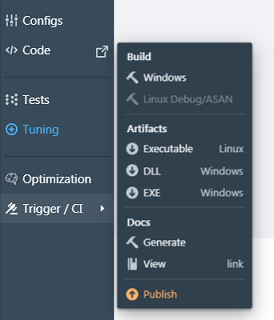 Configs
Code
Tests
Tuning
Optimization
Trigger / CI
Build
Windows
Linux Debug/ASAN
Artifacts
Executable Linux
DLL Windows
EXE Windows
Docs
Generate
View link
Publish